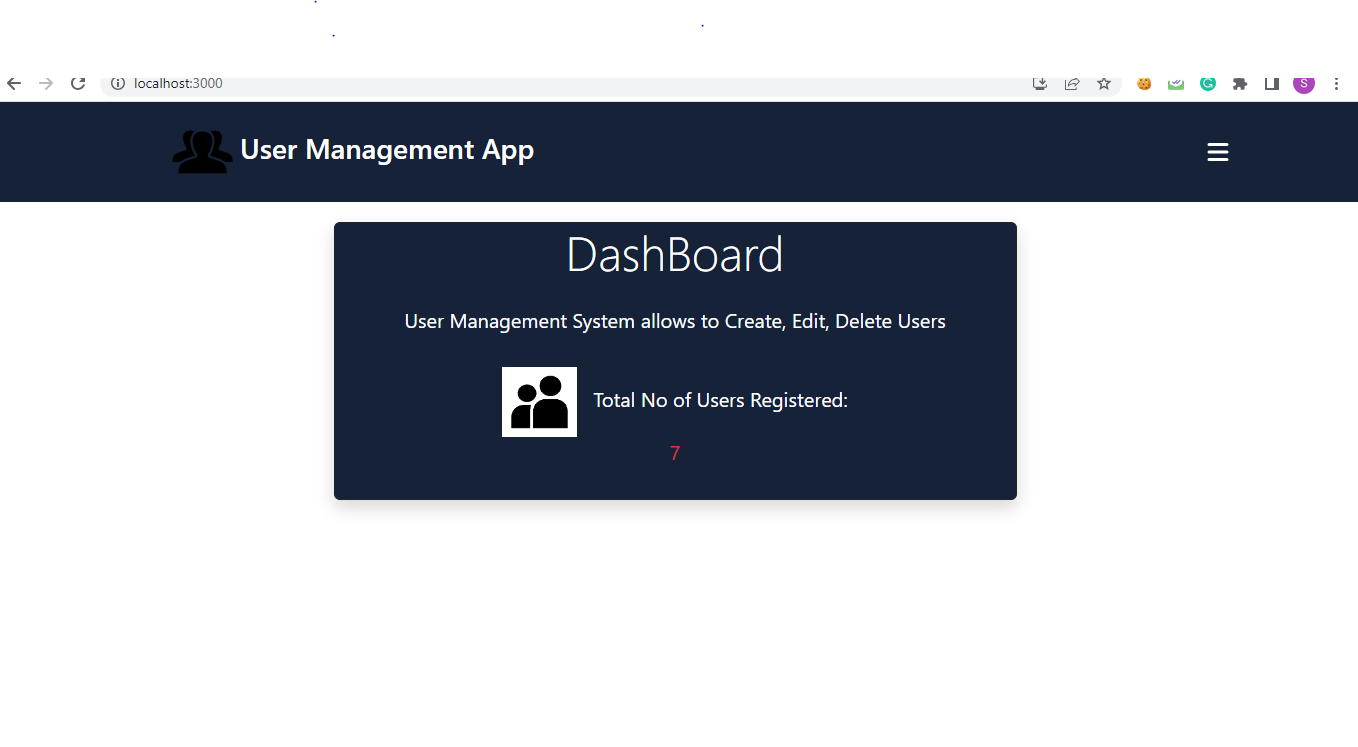 localhost:3000
G
S
User Management App
DashBoard
User Management System allows to Create, Edit, Delete Users
Total No of Users Registered:
7